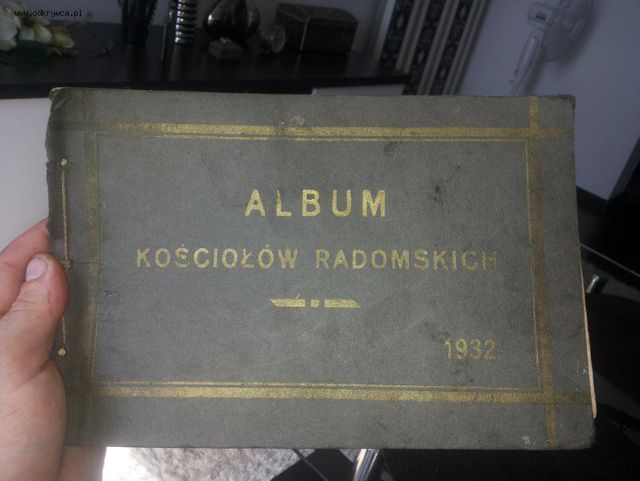 www.odkrywca.pl
ALBUM
KOŚCIOŁÓW RADOMSKICH
1932